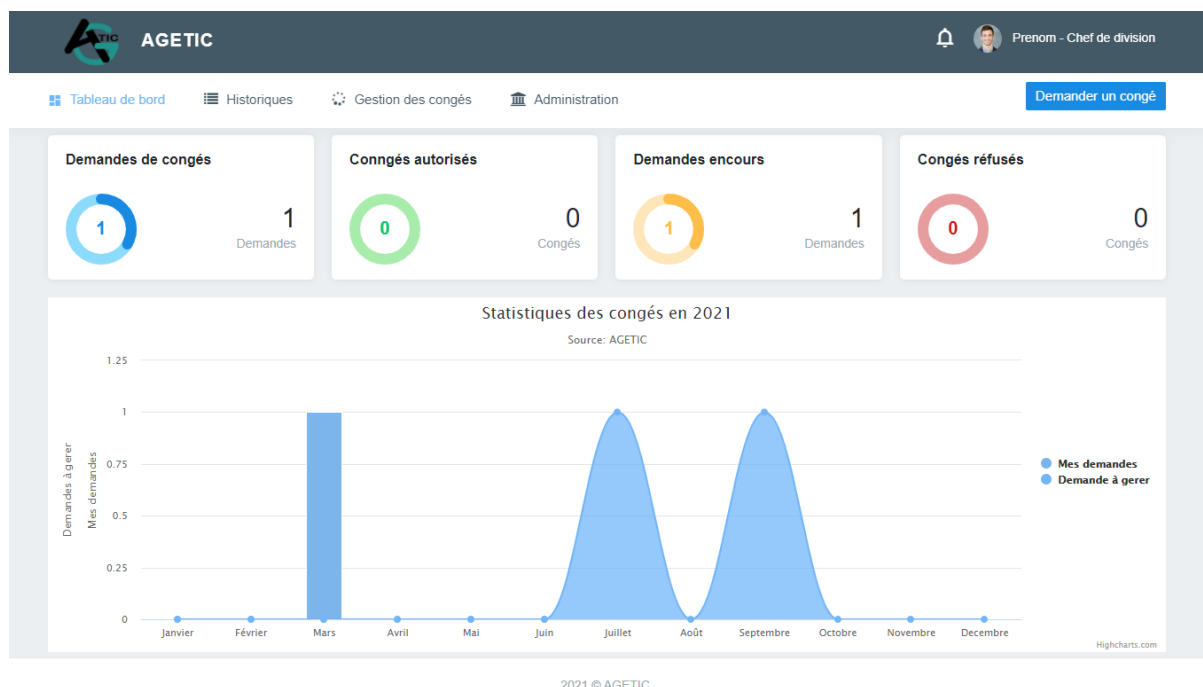 ATIC
AGETIC
Prenom - Chef de division
Tableau de bord
Historiques
Gestion des congés
Administration
Demander un congé
Demandes de congés
1
1
Demandes
Conngés autorisés
0
0
Congés
Demandes encours
1
1
Demandes
Congés réfusés
0
0
Congés
Statistiques des congés en 2021
Source: AGETIC
Demandes à gerer
Mes demandes
1.25
1
0.75
0.5
0.25
0
Janvier
Février
Mars
Avril
Mai
Juin
Juillet
Août
Septembre
Octobre
Novembre
Decembre
Mes demandes
Demande à gerer
Highcharts.com
2021 © AGETIC